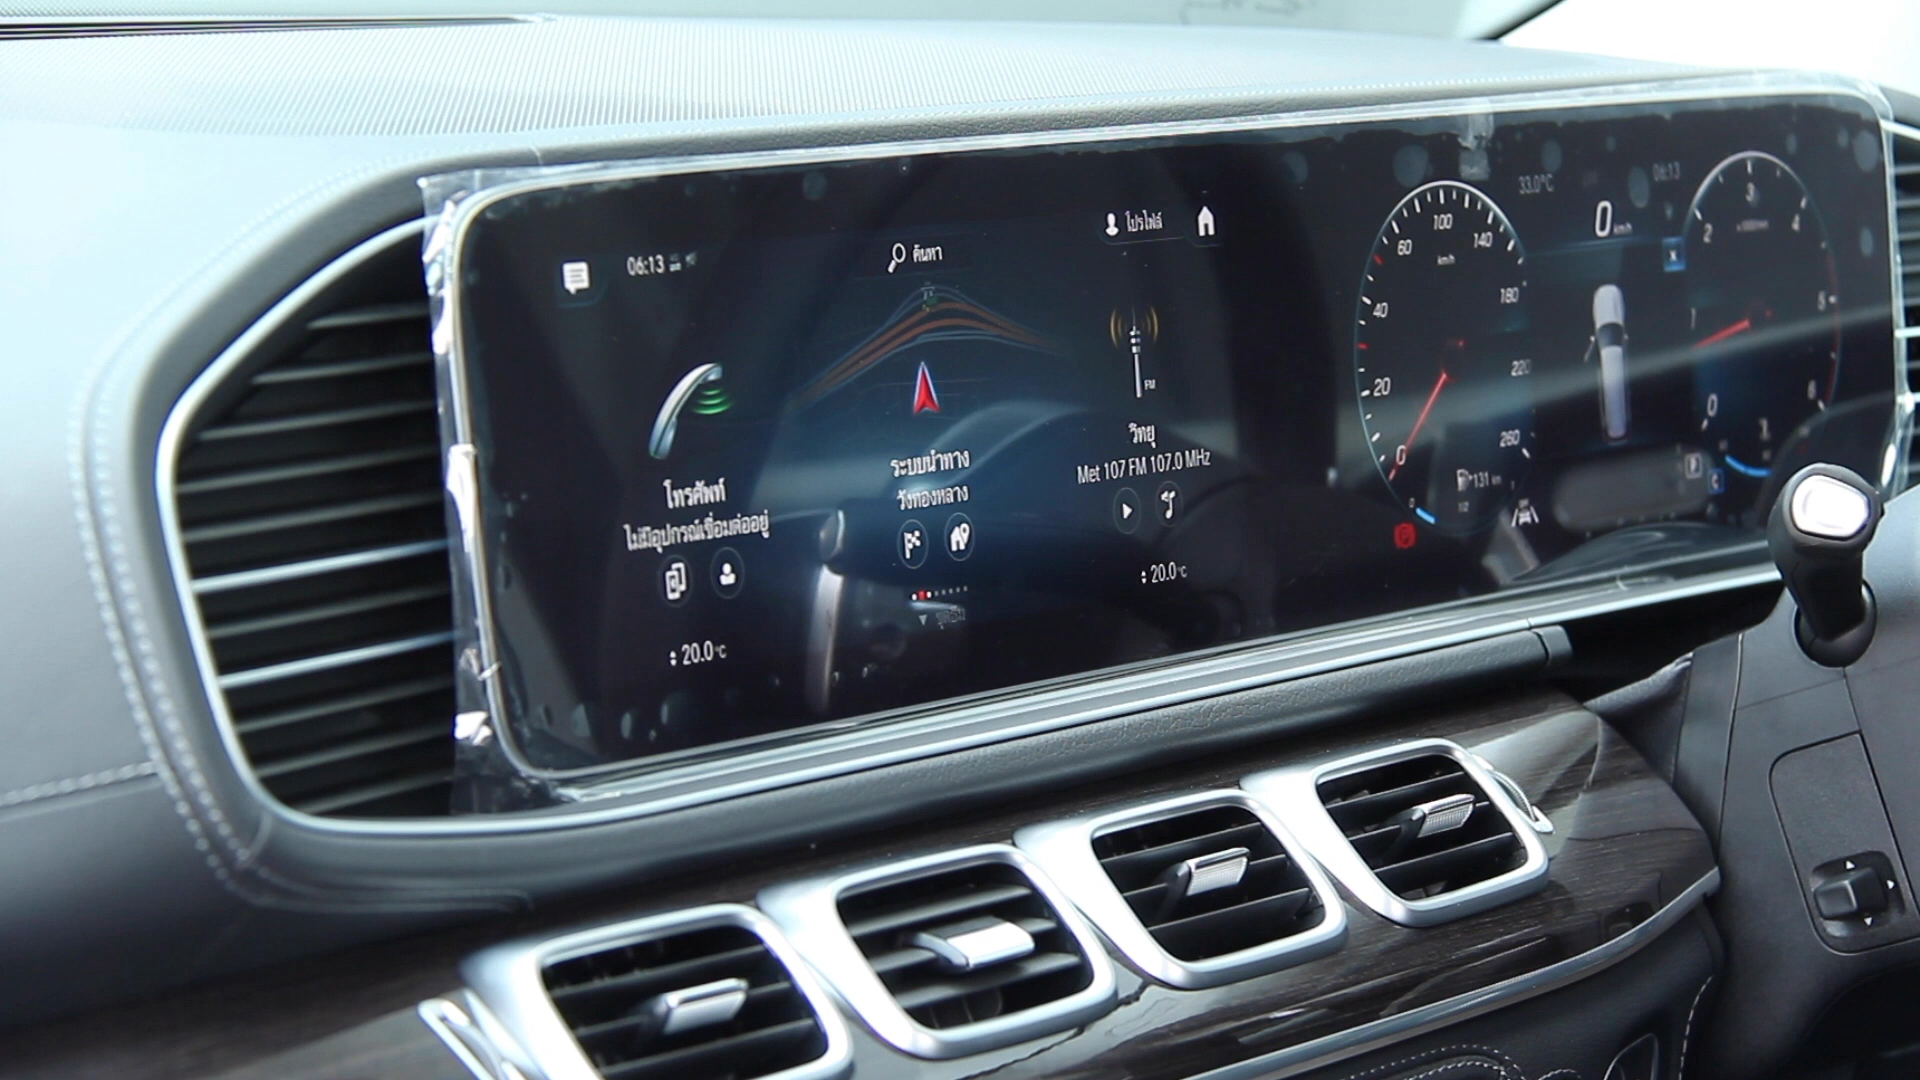 06:13
ค้นหา
โปรไฟล์
โทรศัพท์
ไม่มีอุปกรณ์เชื่อมต่ออยู่
20.0°C
ระบบนำทาง
วังทองหลาง
FM
วิทยุ
Met 107 FM 107.0 MHz
20.0°C
0
20
40
60
100
140
180
220
260
km/h
131 km
1/2
33.0°C
06:13
0 km/h
P
C
0
1
2
3
4
5
6